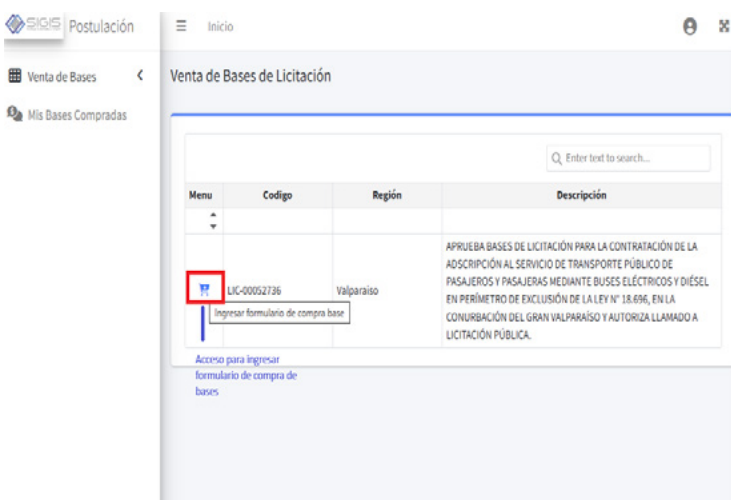 SIGIS Postulación
Inicio
Venta de Bases
Mis Bases Compradas
Venta de Bases de Licitación
Enter text to search...
Menu Codigo Región Descripción
APRUEBA BASES DE LICITACIÓN PARA LA CONTRATACIÓN DE LA
ADSCRIPCIÓN AL SERVICIO DE TRANSPORTE PÚBLICO DE
PASAJEROS Y PASAJERAS MEDIANTE BUSES ELÉCTRICOS Y DIÉSEL
EN PERÍMETRO DE EXCLUSIÓN DE LA LEY N° 18.696, EN LA
CONURBACIÓN DEL GRAN VALPARAÍSO Y AUTORIZA LLAMADO A
LICITACIÓN PÚBLICA.
LIC-00052736 Valparaiso
Ingresar formulario de compra base
Acceso para ingresar
formulario de compra de
bases